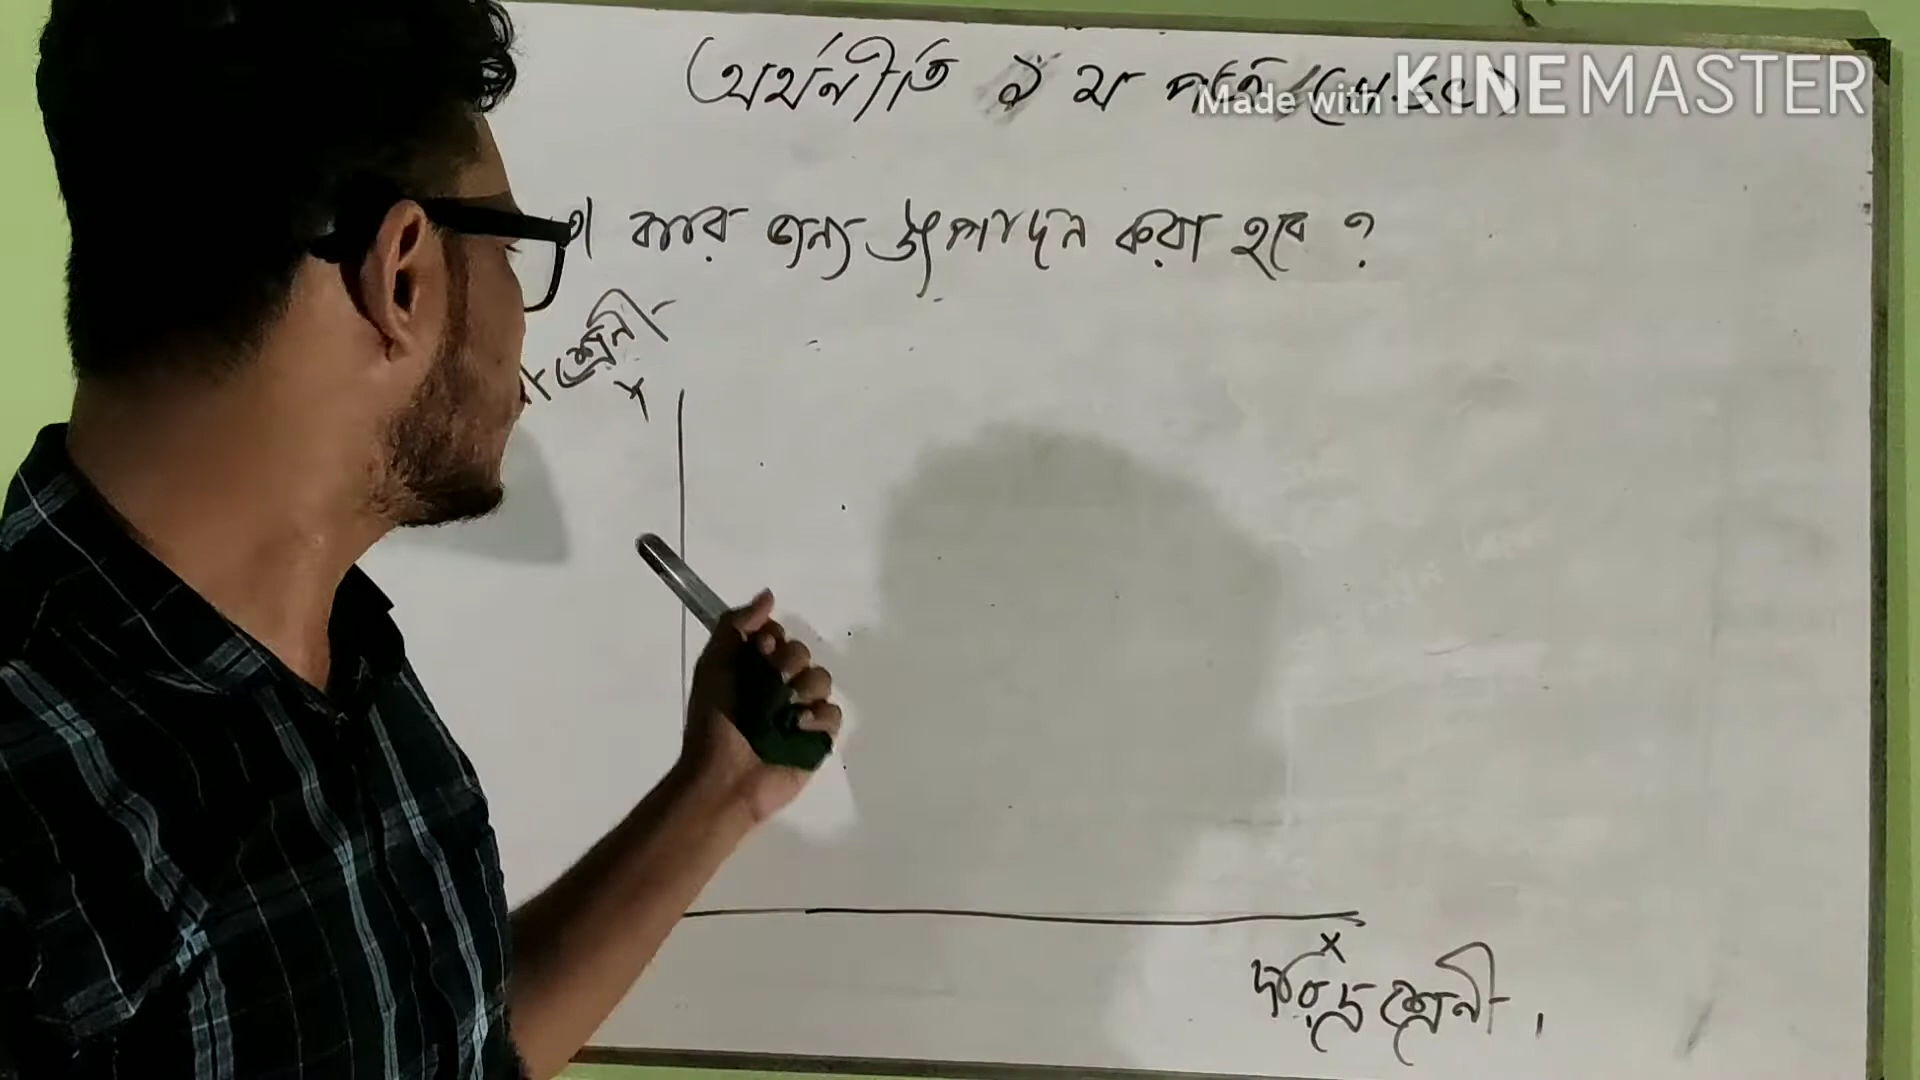 অর্থনীতি ১ম পত্র (H.S.C)
Made with KINEMASTER
কার জন্য উৎপাদন করা হবে ?
শ্রেনী
Y
X
দরিদ্র শ্রেনী ।